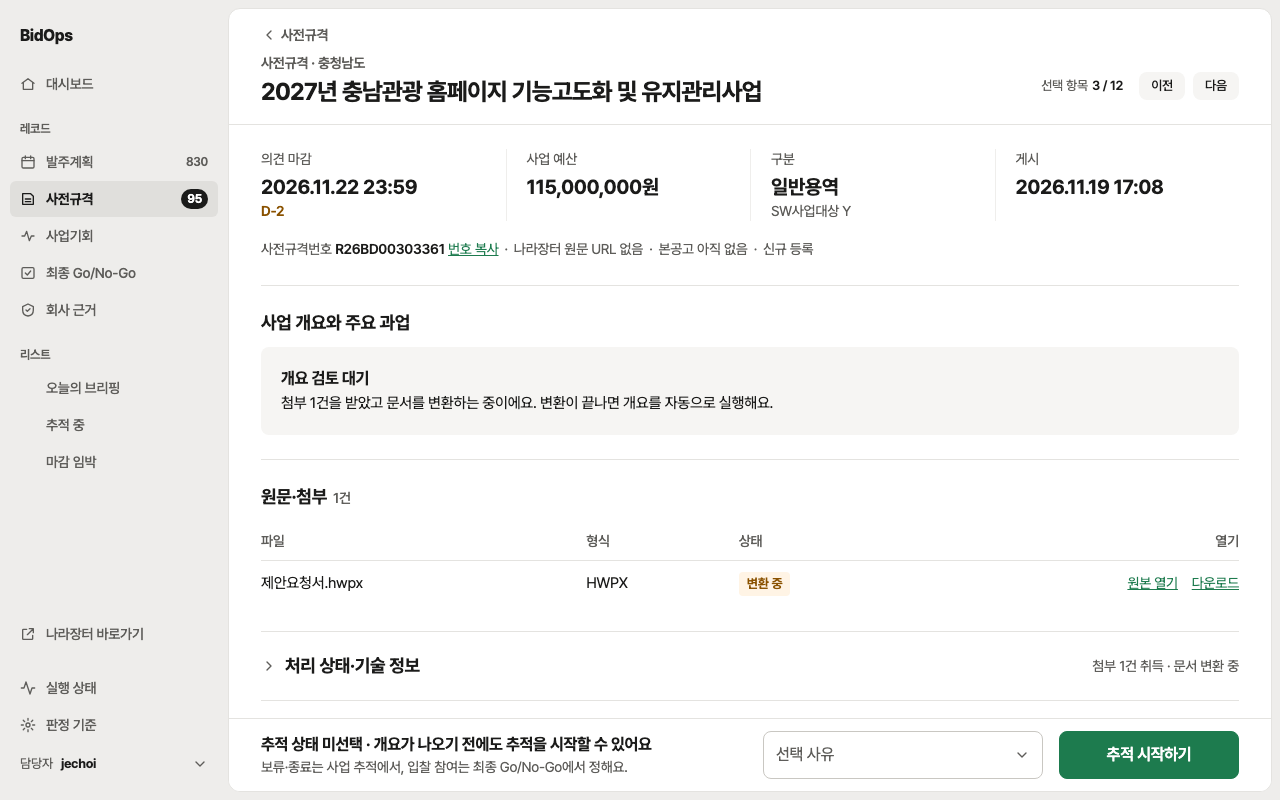 BidOps
대시보드
레코드
발주계획 830
사전규격 95
사업기회
최종 Go/No-Go
회사 근거
리스트
오늘의 브리핑
추적 중
마감 임박
나라장터 바로가기
실행 상태
판정 기준
담당자 jechoi
사전규격
사전규격 · 충청남도
2027년 충남관광 홈페이지 기능고도화 및 유지관리사업
선택 항목 3 / 12 이전 다음
의견 마감
2026.11.22 23:59
D-2
사업 예산
115,000,000원
구분
일반용역
SW사업대상 Y
게시
2026.11.19 17:08
사전규격번호 R26BD00303361 번호 복사 · 나라장터 원문 URL 없음 · 본공고 아직 없음 · 신규 등록
사업 개요와 주요 과업
개요 검토 대기
첨부 1건을 받았고 문서를 변환하는 중이에요. 변환이 끝나면 개요를 자동으로 실행해요.
원문·첨부 1건
파일 형식 상태 열기
제안요청서.hwpx HWPX 변환 중 원본 열기 다운로드
처리 상태·기술 정보 첨부 1건 취득 · 문서 변환 중
추적 상태 미선택 · 개요가 나오기 전에도 추적을 시작할 수 있어요
보류·종료는 사업 추적에서, 입찰 참여는 최종 Go/No-Go에서 정해요.
선택 사유
추적 시작하기